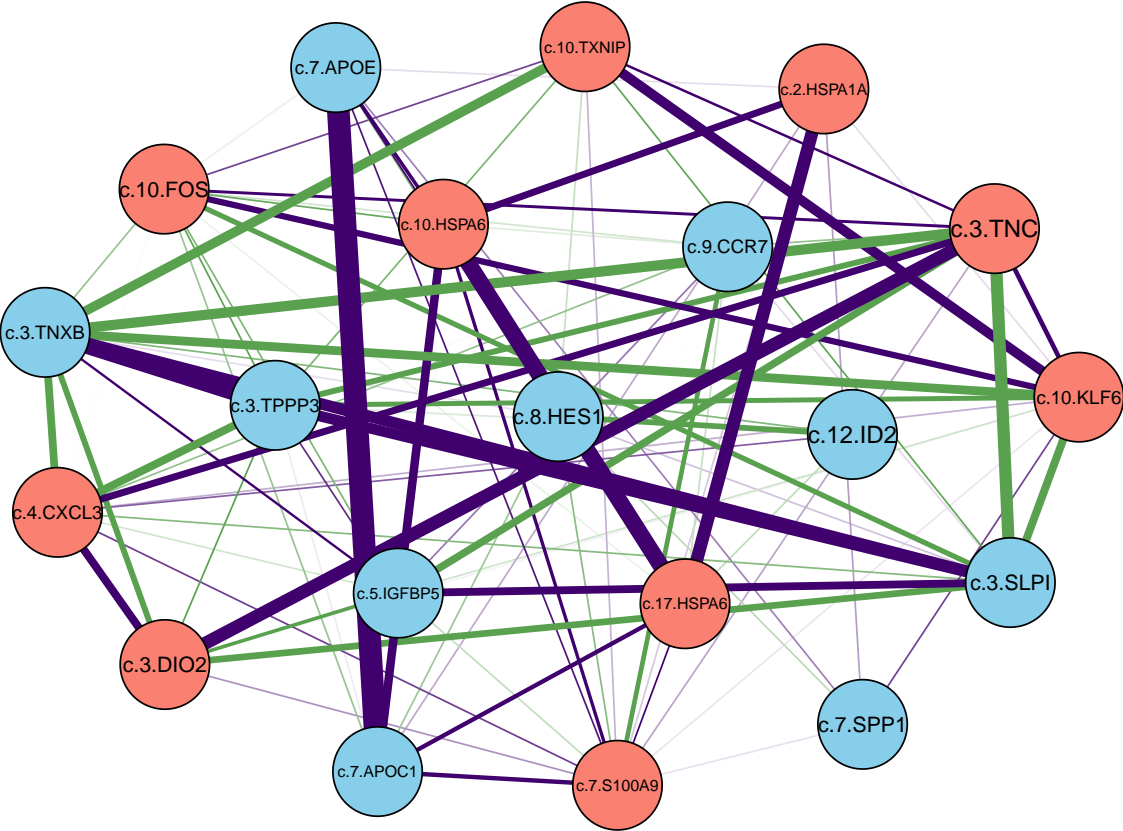 c.10.TXNIP
c.7.APOE
c.2.HSPA1A
c.10.FOS
c.10.HSPA6
c.3.TNC
c.9.CCR7
c.3.TNXB
c.10.KLF6
c.3.TPPP3
c.8.HES1
c.12.ID2
c.4.CXCL3
c.3.SLPI
c.5.IGFBP5
c.17.HSPA6
c.3.DIO2
c.7.SPP1
c.7.APOC1
c.7.S100A9